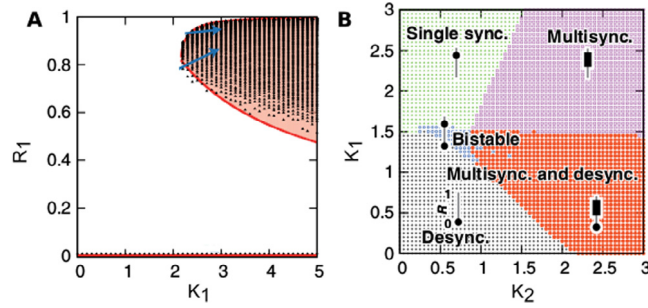 A
R1
1
0.8
0.6
0.4
0.2
0
0 1 2 3 4 5
K1
B
K1
3
2.5
2
1.5
1
0.5
0
Single sync.
Multisync.
Bistable
Multisync. and desync.
R
1
0
Desync.
0 0.5 1 1.5 2 2.5 3
K2